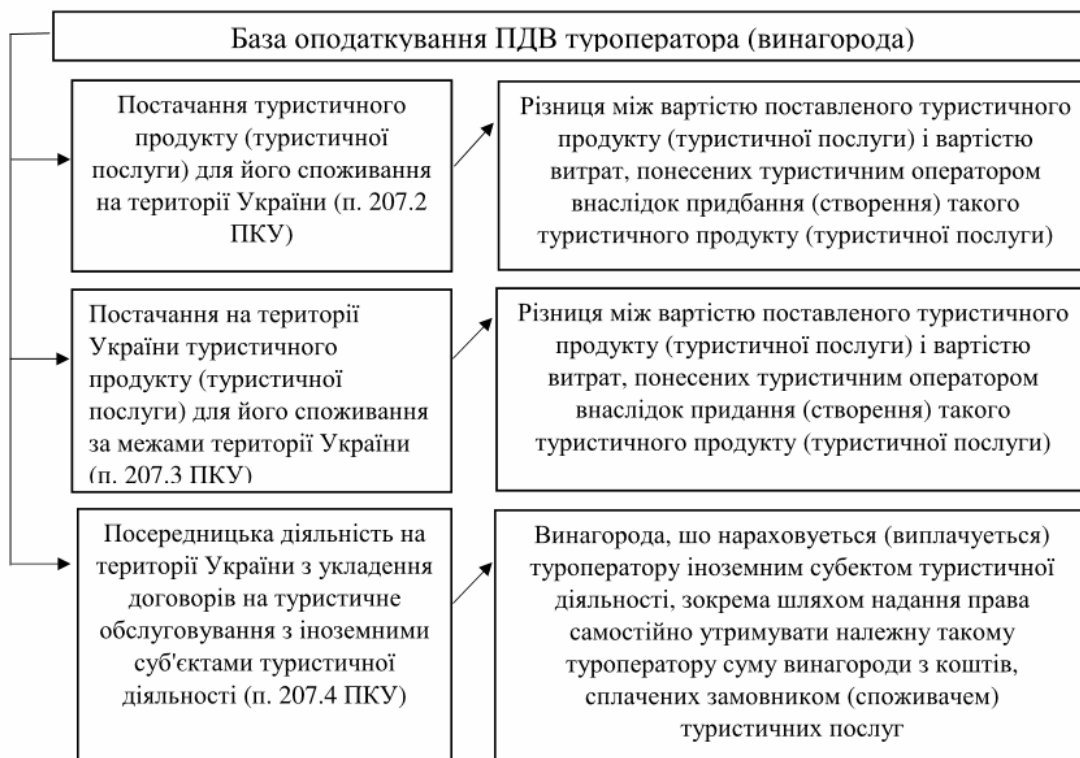 База оподаткування ПДВ туроператора (винагорода)
Постачання туристичного
продукту (туристичної
послуги) для його споживання
на території України (п. 207.2
ПКУ)
Різниця між вартістю поставленого туристичного
продукту (туристичної послуги) і вартістю
витрат, понесених туристичним оператором
внаслідок придбання (створення) такого
туристичного продукту (туристичної послуги)
Постачання на території
України туристичного
продукту (туристичної
послуги) для його споживання
за межами території України
(п. 207.3 ПКУ)
Різниця між вартістю поставленого туристичного
продукту (туристичної послуги) і вартістю
витрат, понесених туристичним оператором
внаслідок придання (створення) такого
туристичного продукту (туристичної послуги)
Посередницька діяльність на
території України з укладення
договорів на туристичне
обслуговування з іноземними
суб'єктами туристичної
діяльності (п. 207.4 ПКУ)
Винагорода, шо нараховуеться (виплачуеться)
туроператору іноземним субектом туристичної
діяльності, зокрема шляхом надання права
самостійно утримувати належну такому
туроператору суму винагороди з коштів,
сплачених замовником (споживачем)
туристичних послуг